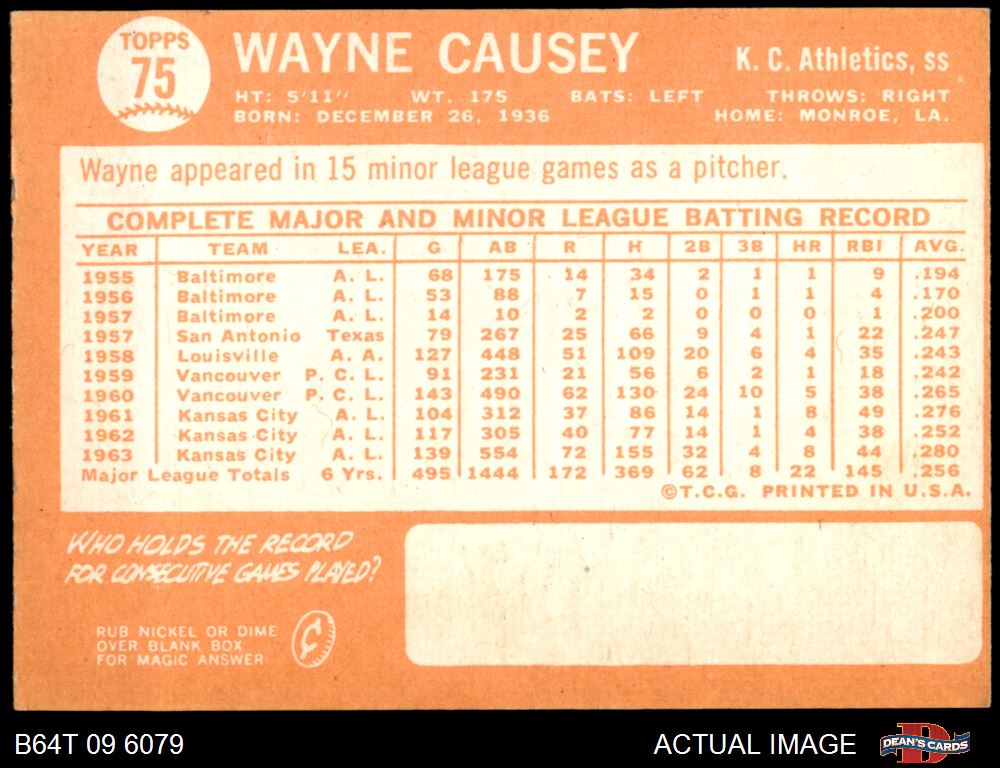 TOPPS
75
WAYNE CAUSEY
K. C. Athletics, ss
HT: 5'11" WT. 175 BATS: LEFT THROWS: RIGHT
BORN: DECEMBER 26, 1936 HOME: MONROE, LA.
Wayne appeared in 15 minor league games as a pitcher.
COMPLETE MAJOR AND MINOR LEAGUE BATTING RECORD
YEAR TEAM LEA. G AB R H 2B 3B HR RBI AVG.
1955 Baltimore A. L. 68 175 14 34 2 1 1 9 .194
1956 Baltimore A. L. 53 88 7 15 0 1 1 4 .170
1957 Baltimore A. L. 14 10 2 2 0 0 0 1 .200
1957 San Antonio Texas 79 267 25 66 9 4 1 22 .247
1958 Louisville A. A. 127 448 51 109 20 6 4 35 .243
1959 Vancouver P. C. L. 91 231 21 56 6 2 1 18 .242
1960 Vancouver P. C. L. 143 490 62 130 24 10 5 38 .265
1961 Kansas City A. L. 104 312 37 86 14 1 8 49 .276
1962 Kansas City A. L. 117 305 40 77 14 1 4 38 .252
1963 Kansas City A. L. 139 554 72 155 32 4 8 44 .280
Major League Totals 6 Yrs. 495 1444 172 369 62 8 22 145 .256
©T.C.G. PRINTED IN U.S.A.
WHO HOLDS THE RECORD
FOR CONSECUTIVE GAMES PLAYED?
RUB NICKEL OR DIME
OVER BLANK BOX
FOR MAGIC ANSWER
¢
B64T 09 6079
ACTUAL IMAGE
D
DEAN'S CARDS